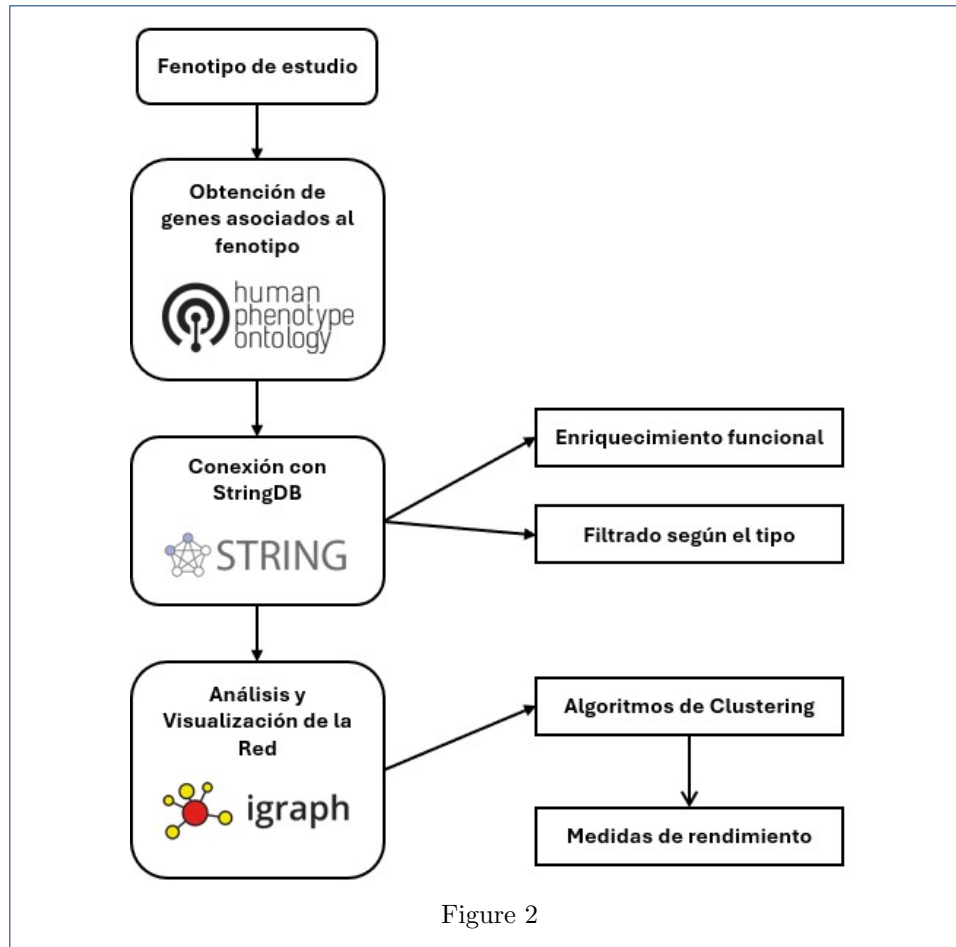 Fenotipo de estudio
Obtención de
genes asociados al
fenotipo
human
phenotype
ontology
Conexión con
StringDB
STRING
Enriquecimiento funcional
Filtrado según el tipo
Análisis y
Visualización de la
Red
igraph
Algoritmos de Clustering
Medidas de rendimiento
Figure 2